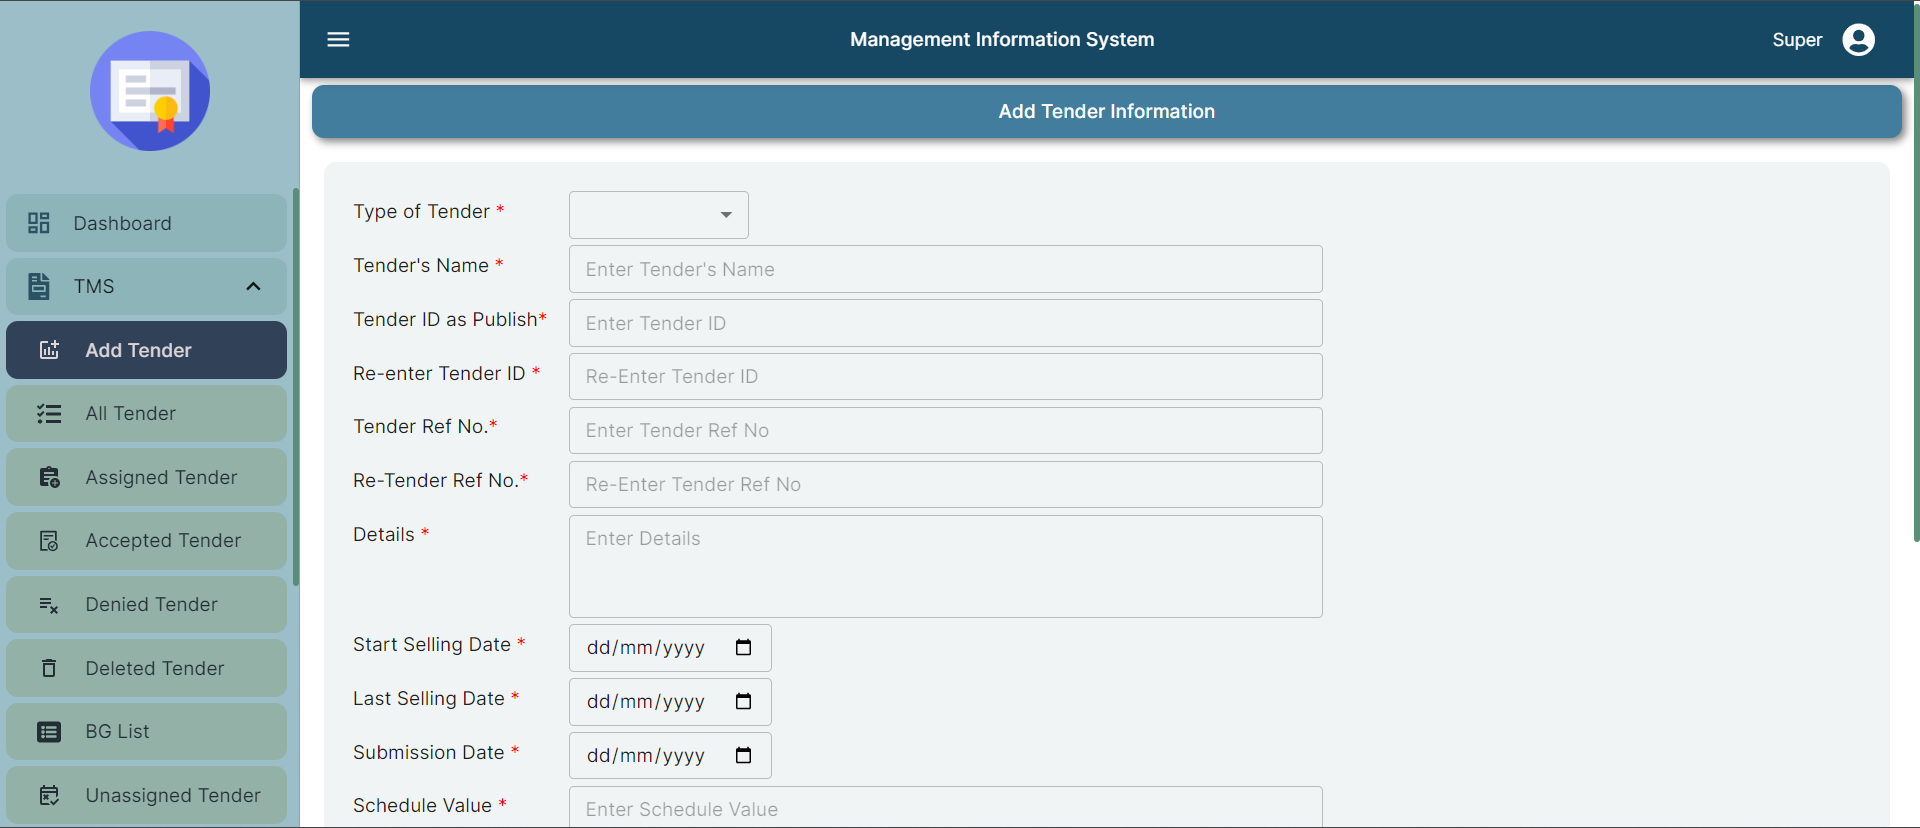 Management Information System
Super
Add Tender Information
Dashboard
TMS
Add Tender
All Tender
Assigned Tender
Accepted Tender
Denied Tender
Deleted Tender
BG List
Unassigned Tender
Type of Tender *
Tender's Name *
Enter Tender's Name
Tender ID as Publish*
Enter Tender ID
Re-enter Tender ID *
Re-Enter Tender ID
Tender Ref No.*
Enter Tender Ref No
Re-Tender Ref No.*
Re-Enter Tender Ref No
Details *
Enter Details
Start Selling Date *
dd/mm/yyyy
Last Selling Date *
dd/mm/yyyy
Submission Date *
dd/mm/yyyy
Schedule Value *
Enter Schedule Value